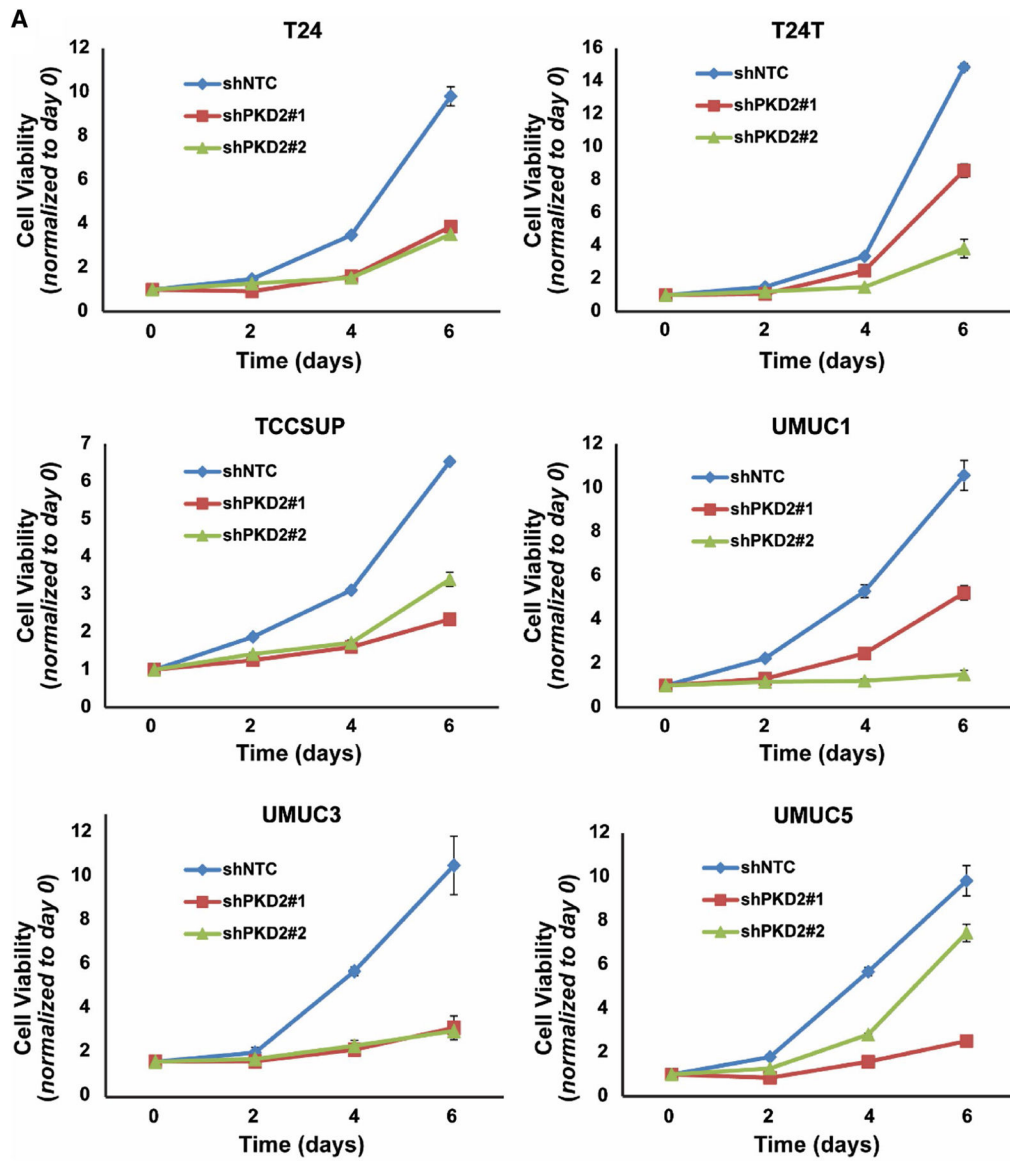 A
T24
12
10
8
6
4
2
0
shNTC
shPKD2#1
shPKD2#2
Cell Viability
(normalized to day 0)
0 2 4 6
Time (days)
T24T
16
14
12
10
8
6
4
2
0
shNTC
shPKD2#1
shPKD2#2
Cell Viability
(normalized to day 0)
0 2 4 6
Time (days)
TCCSUP
7
6
5
4
3
2
1
0
shNTC
shPKD2#1
shPKD2#2
Cell Viability
(normalized to day 0)
0 2 4 6
Time (days)
UMUC1
12
10
8
6
4
2
0
shNTC
shPKD2#1
shPKD2#2
Cell Viability
(normalized to day 0)
0 2 4 6
Time (days)
UMUC3
12
10
8
6
4
2
0
shNTC
shPKD2#1
shPKD2#2
Cell Viability
(normalized to day 0)
0 2 4 6
Time (days)
UMUC5
12
10
8
6
4
2
0
shNTC
shPKD2#1
shPKD2#2
Cell Viability
(normalized to day 0)
0 2 4 6
Time (days)